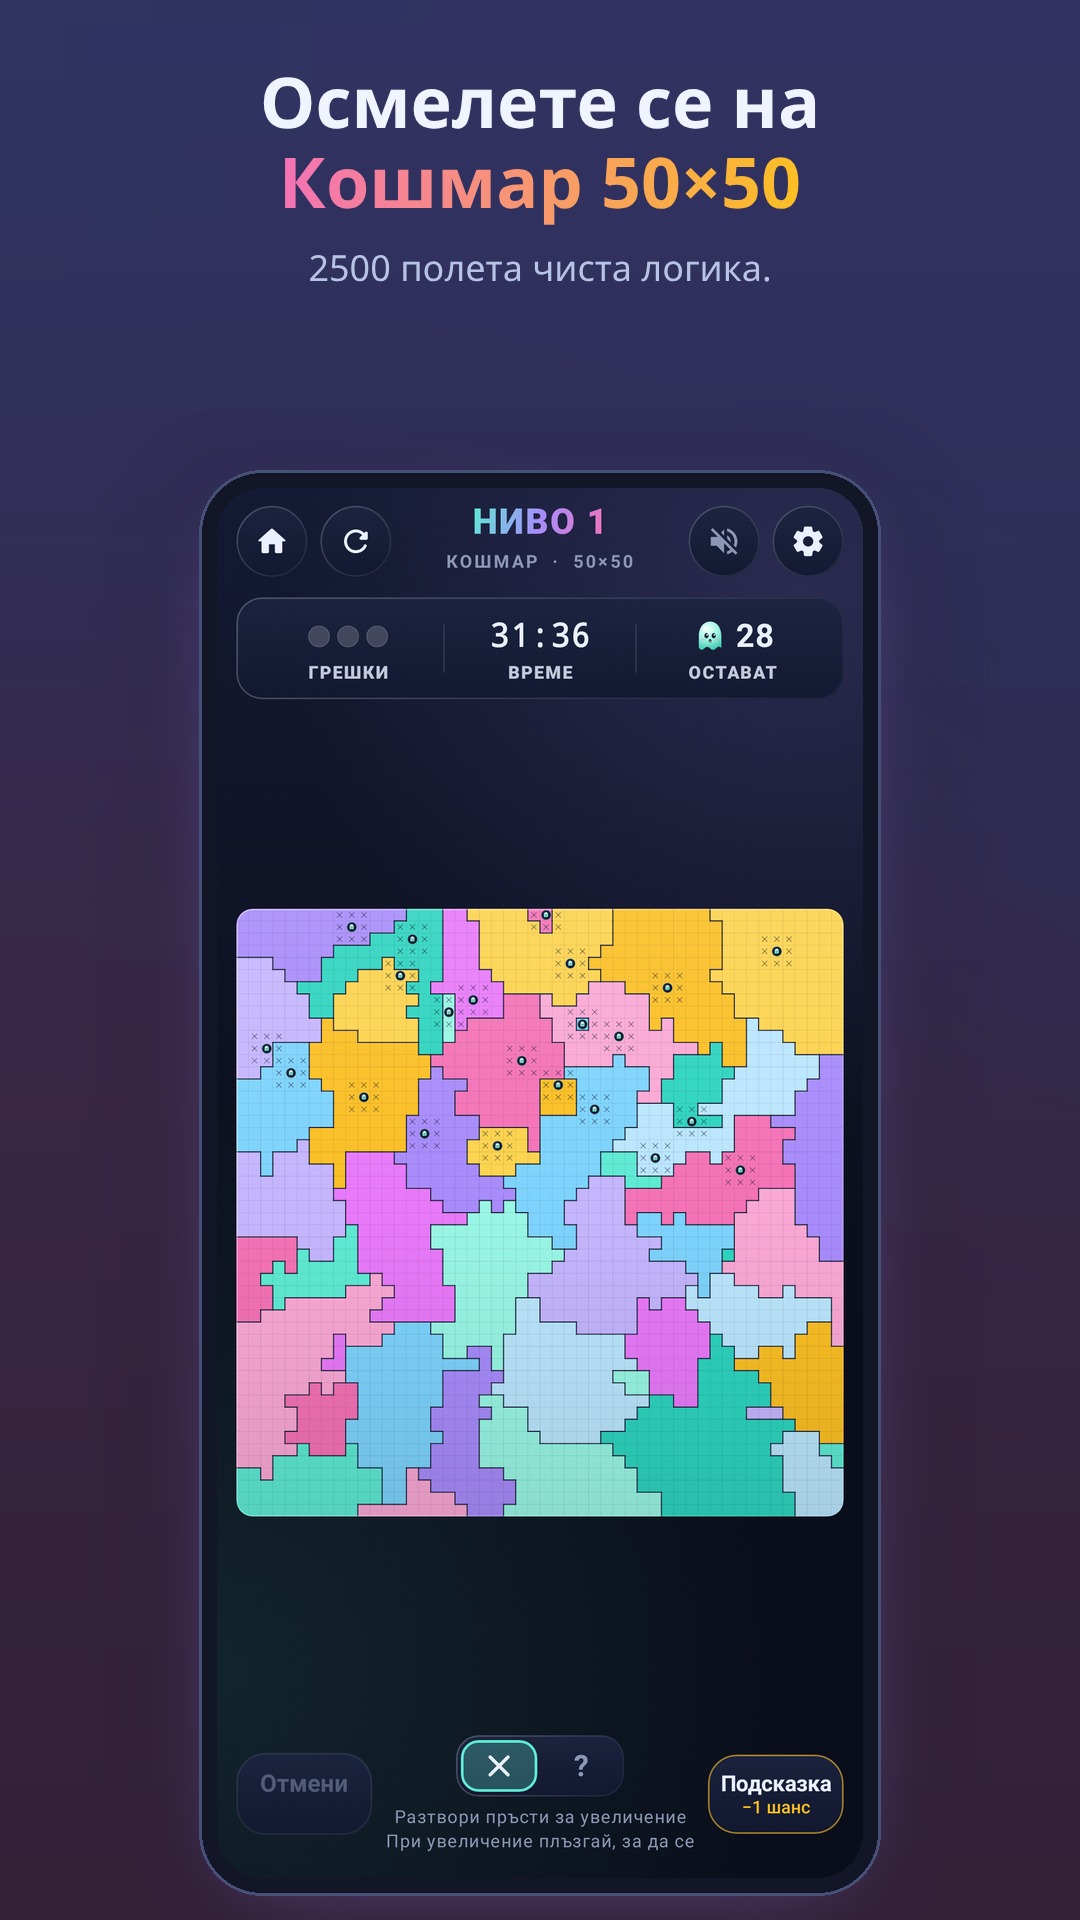 Осмелете се на
Кошмар 50×50
2500 полета чиста логика.
НИВО 1
КОШМАР · 50×50
31:36
28
ГРЕШКИ
ВРЕМЕ
ОСТАВАТ
Отмени
?
Подсказка
−1 шанс
Разтвори пръсти за увеличение
При увеличение плъзгай, за да се